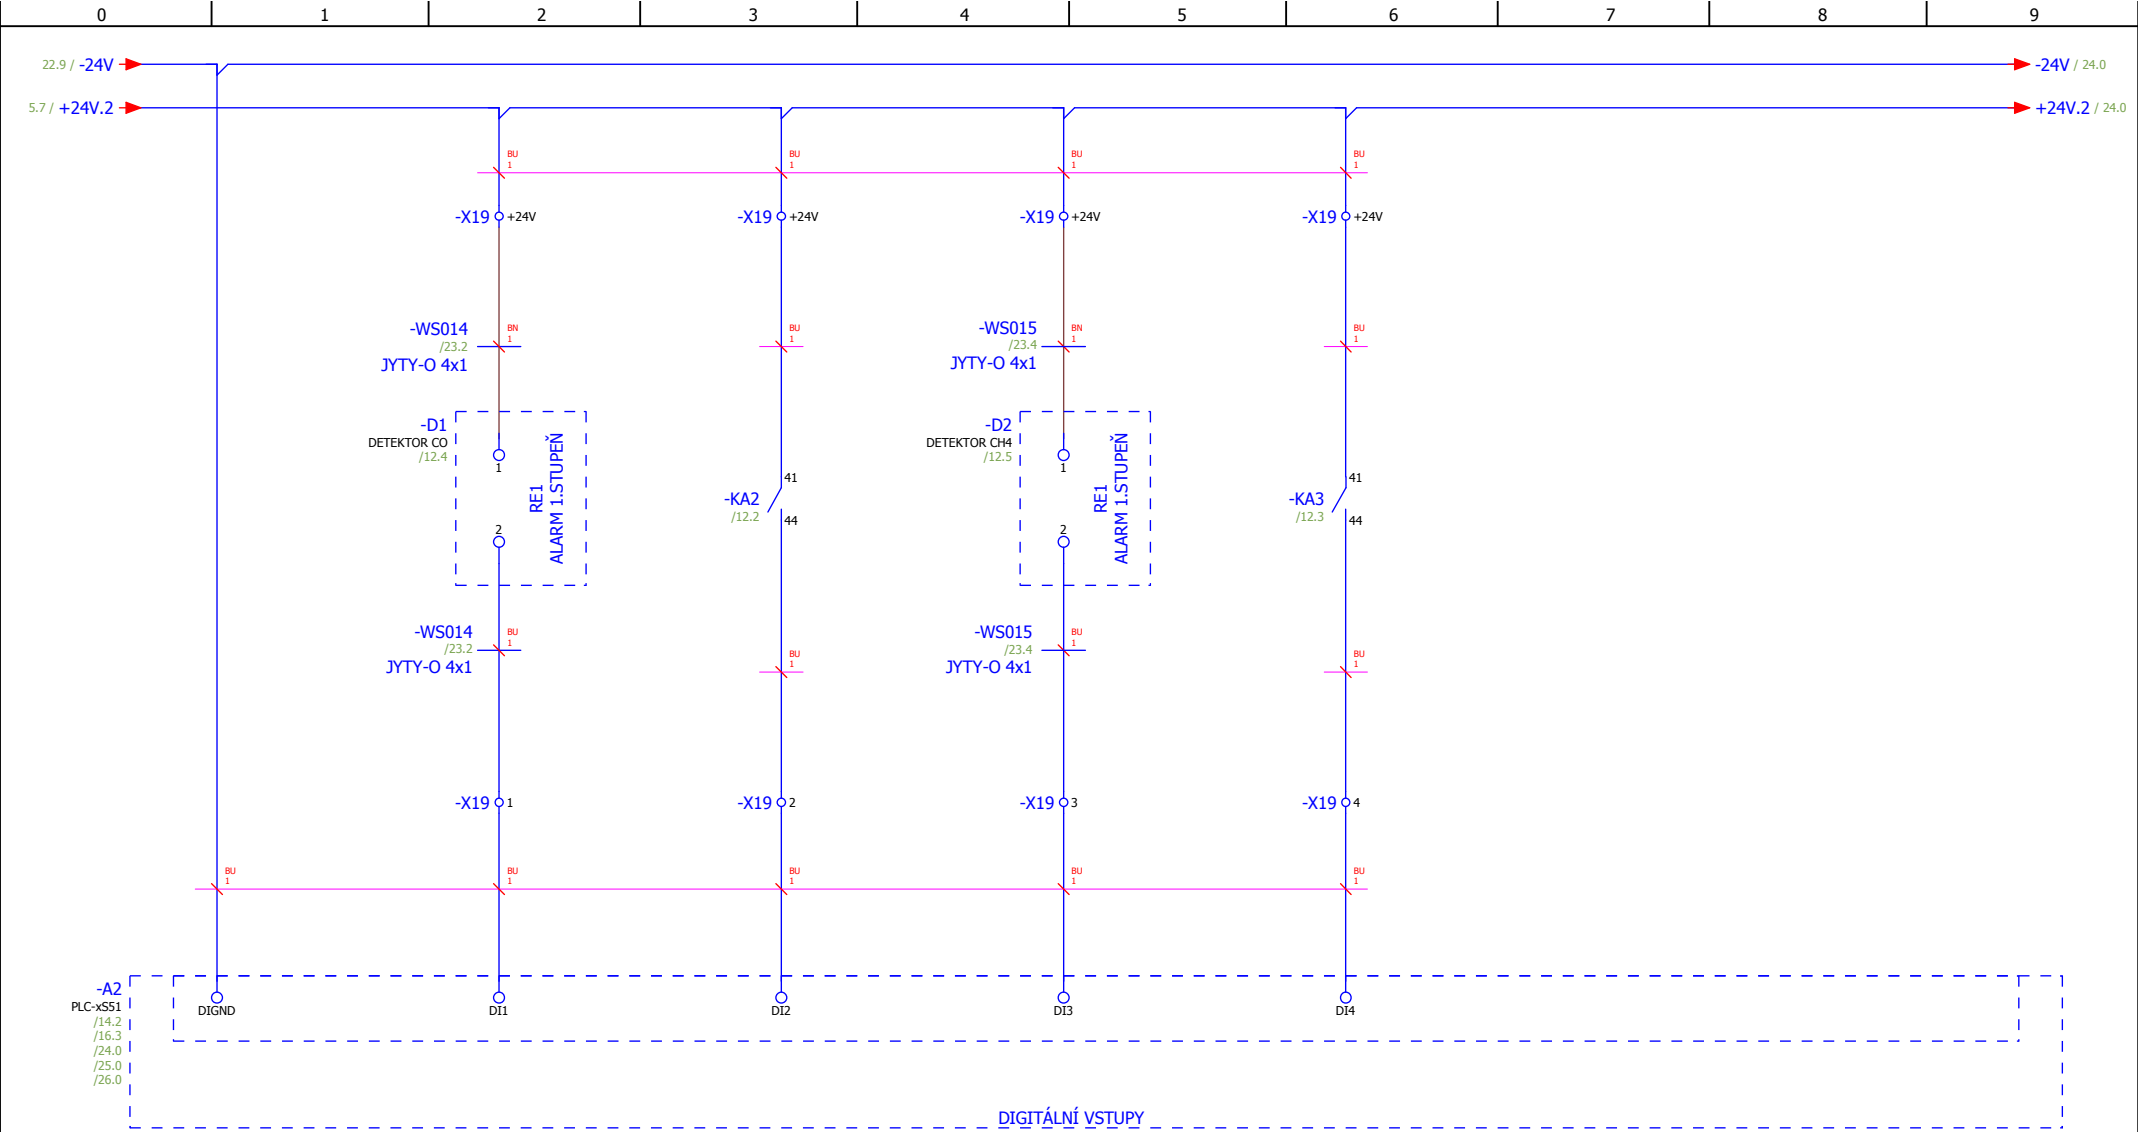 0 1 2 3 4 5 6 7 8 9
22.9 / -24V -24V / 24.0
5.7 / +24V.2 +24V.2 / 24.0
BU BU BU BU
1 1 1 1
-X19 +24V -X19 +24V -X19 +24V -X19 +24V
-WS014 BN BU -WS015 BN BU
/23.2 1 1 /23.4 1 1
JYTY-O 4x1 JYTY-O 4x1
-D1 -D2
DETEKTOR CO DETEKTOR CH4
/12.4 /12.5
1 1
RE1 RE1
ALARM 1.STUPEŇ ALARM 1.STUPEŇ
41 41
-KA2 -KA3
/12.2 /12.3
44 44
2 2
-WS014 BU -WS015 BU
/23.2 1 /23.4 1
JYTY-O 4x1 JYTY-O 4x1
BU BU
1 1
-X19 1 -X19 2 -X19 3 -X19 4
BU BU BU BU BU
1 1 1 1 1
-A2
PLC-xS51
/14.2
/16.3
/24.0
/25.0
/26.0
DIGND DI1 DI2 DI3 DI4
DIGITÁLNÍ VSTUPY